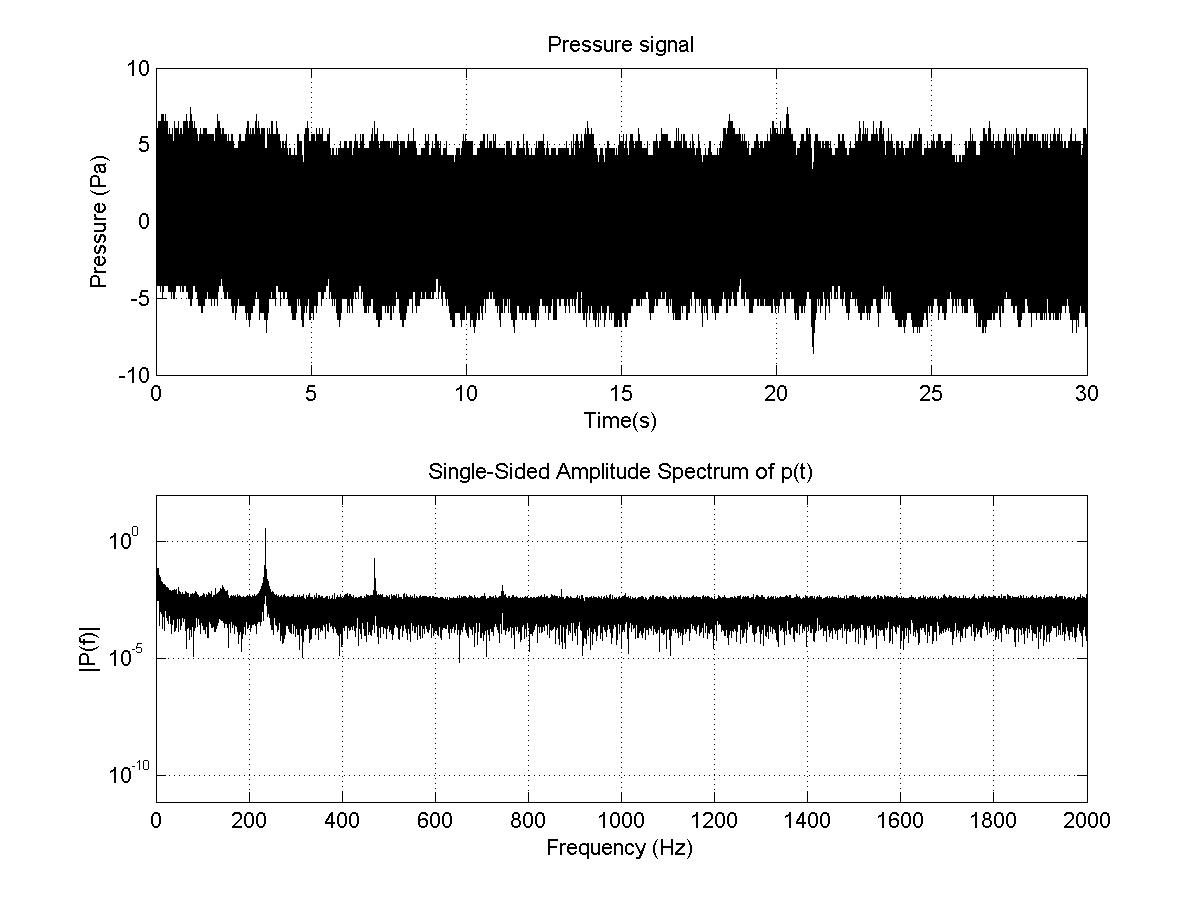 Pressure signal
10
5
0
-5
-10
Pressure (Pa)
0 5 10 15 20 25 30
Time(s)
Single-Sided Amplitude Spectrum of p(t)
10^0
10^-5
10^-10
|P(f)|
0 200 400 600 800 1000 1200 1400 1600 1800 2000
Frequency (Hz)